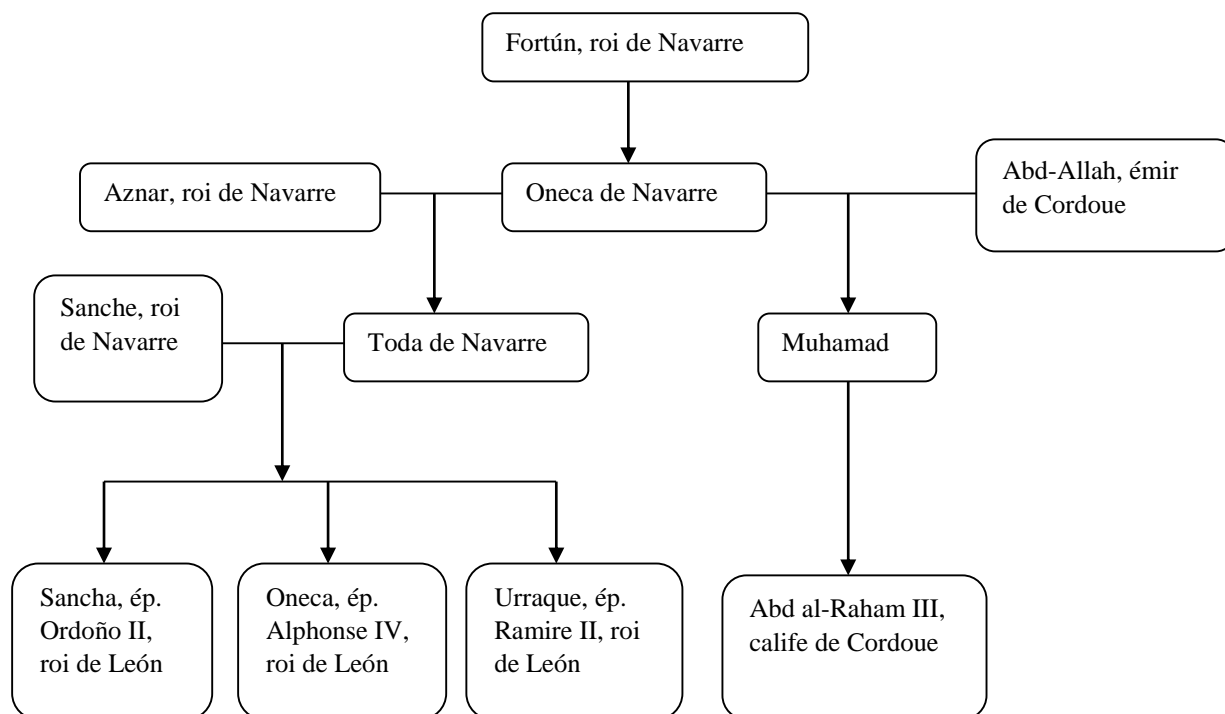 Fortún, roi de Navarre
Aznar, roi de Navarre
Oneca de Navarre
Abd-Allah, émir
de Cordoue
Sanche, roi
de Navarre
Toda de Navarre
Muhamad
Sancha, ép.
Ordoño II,
roi de León
Oneca, ép.
Alphonse IV,
roi de León
Urraque, ép.
Ramire II, roi
de León
Abd al-Raham III,
calife de Cordoue